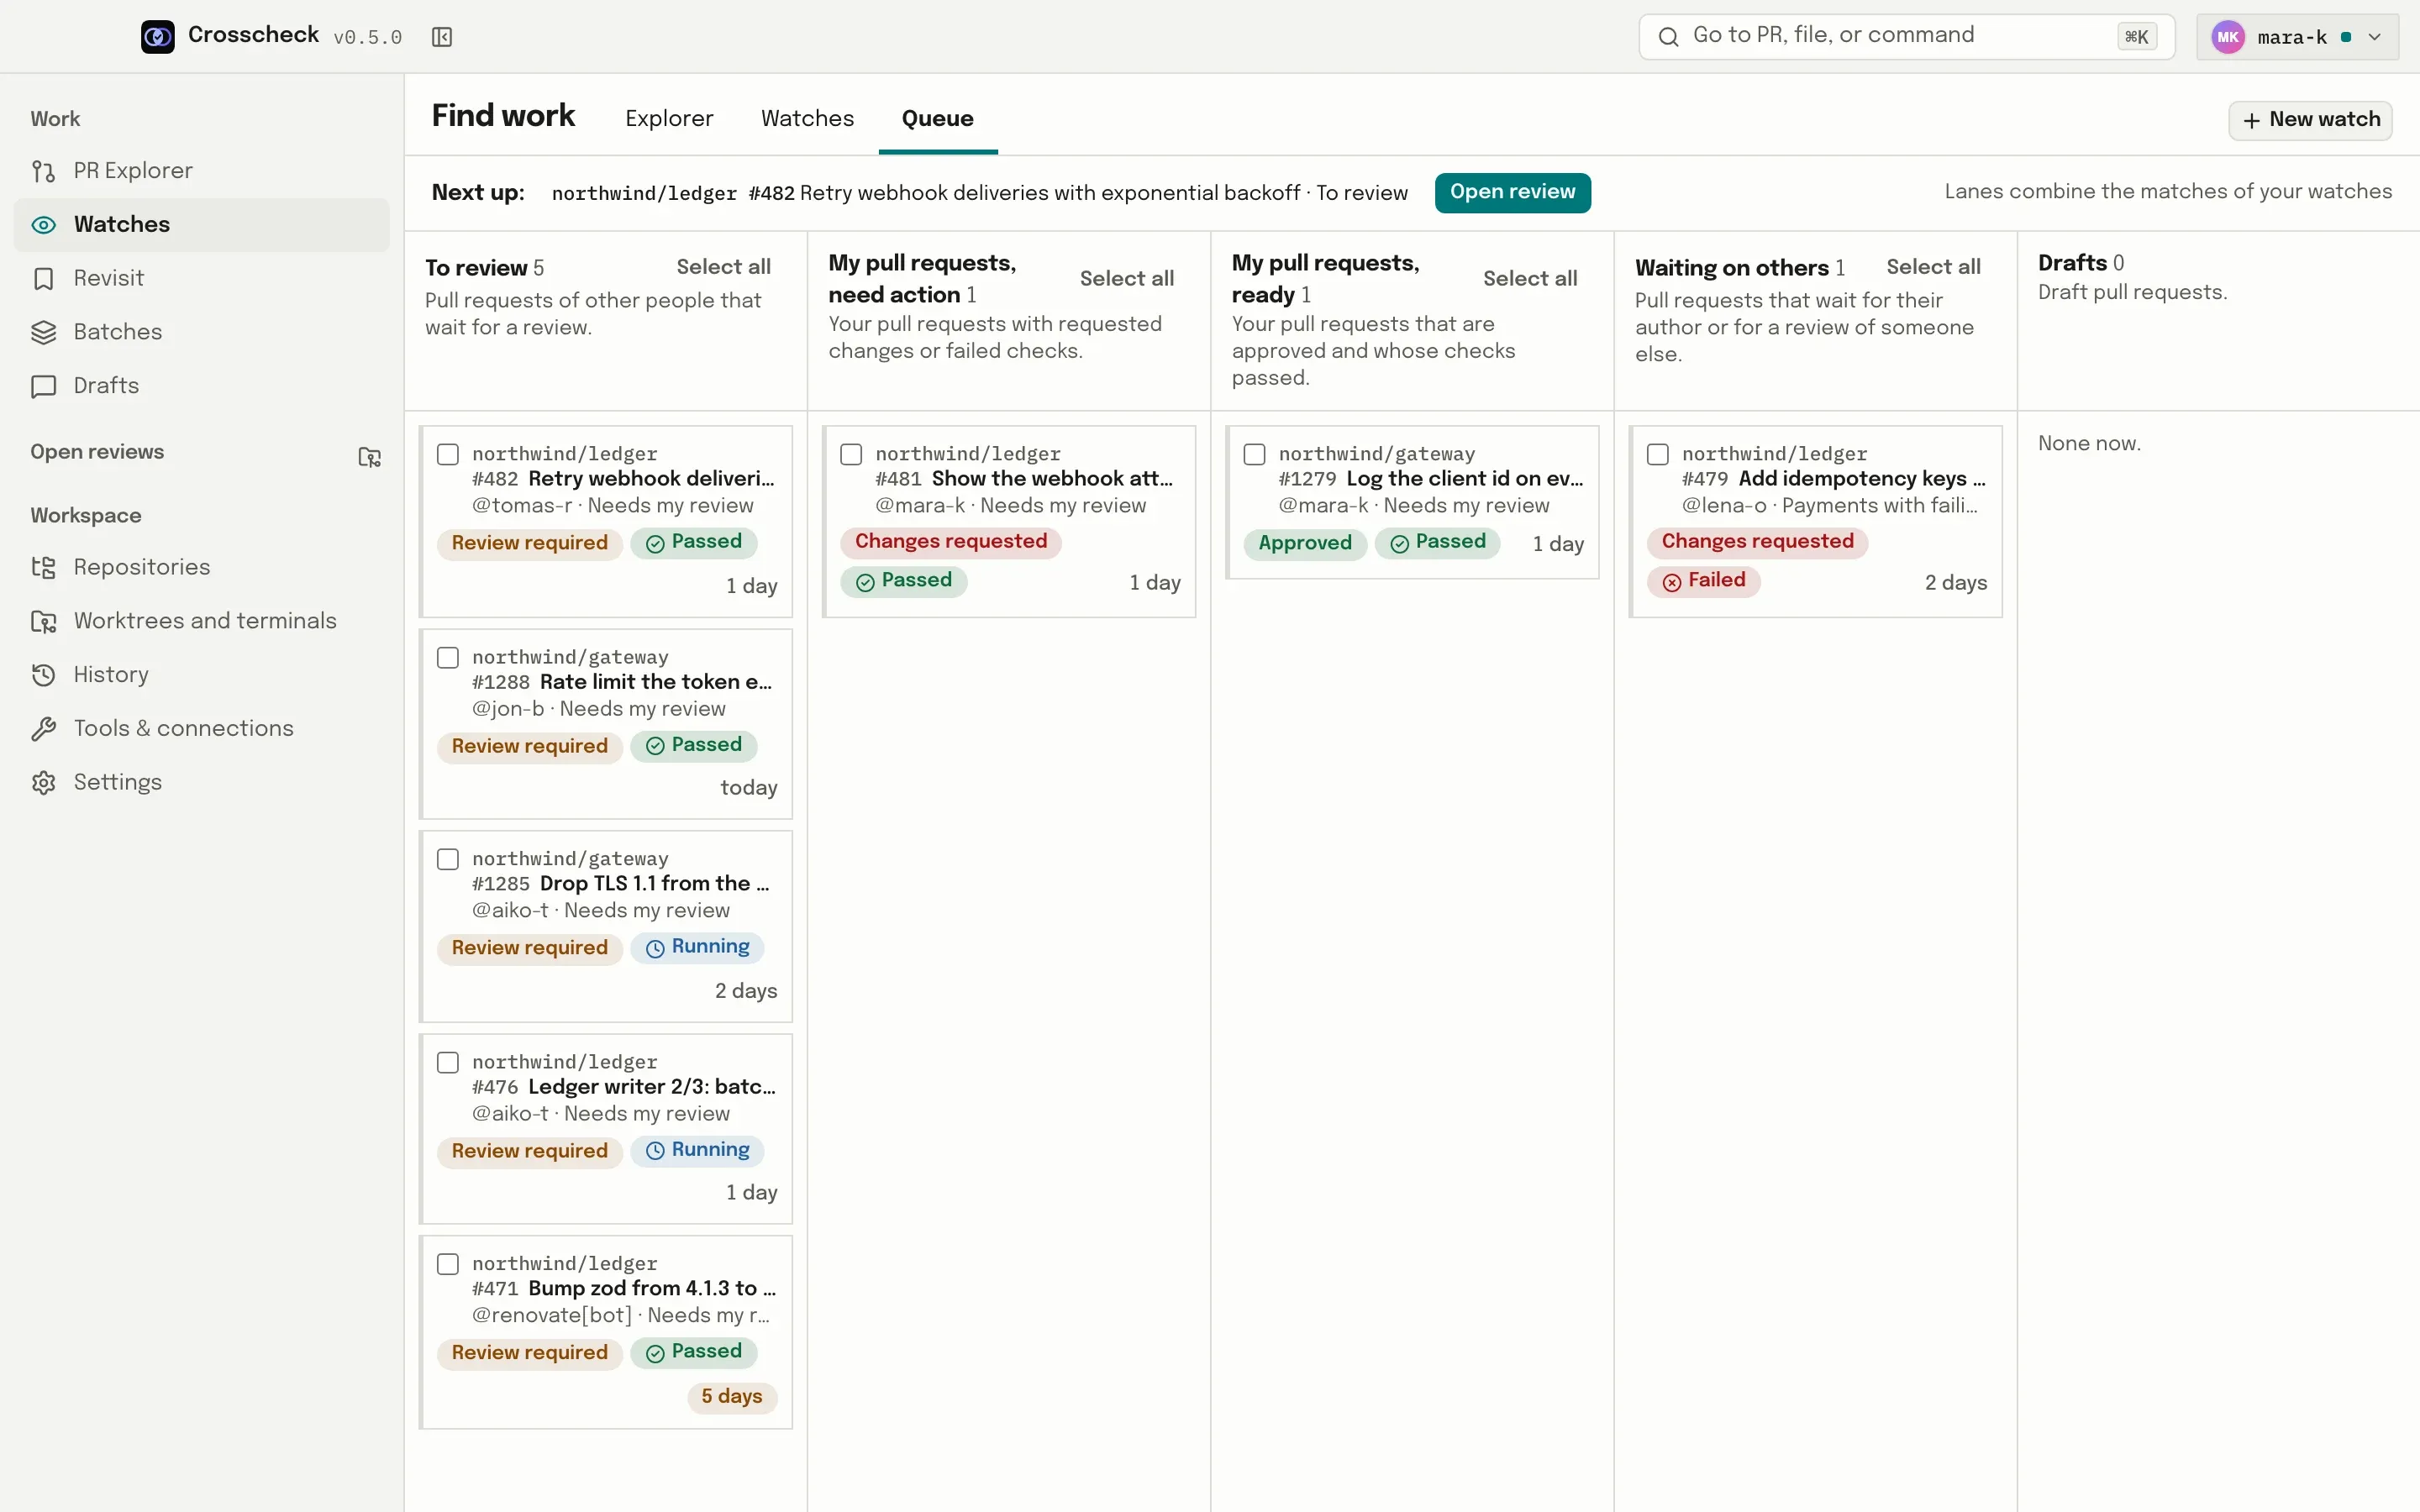 Crosscheck v0.5.0
Go to PR, file, or command ⌘K
MK mara-k
Work
PR Explorer
Watches
Revisit
Batches
Drafts
Open reviews
Workspace
Repositories
Worktrees and terminals
History
Tools & connections
Settings
Find work Explorer Watches Queue
+ New watch
Next up: northwind/ledger #482 Retry webhook deliveries with exponential backoff · To review Open review
Lanes combine the matches of your watches
To review 5 Select all
Pull requests of other people that
wait for a review.
northwind/ledger
#482 Retry webhook deliveri…
@tomas-r · Needs my review
Review required Passed
1 day
northwind/gateway
#1288 Rate limit the token e…
@jon-b · Needs my review
Review required Passed
today
northwind/gateway
#1285 Drop TLS 1.1 from the …
@aiko-t · Needs my review
Review required Running
2 days
northwind/ledger
#476 Ledger writer 2/3: batc…
@aiko-t · Needs my review
Review required Running
1 day
northwind/ledger
#471 Bump zod from 4.1.3 to …
@renovate[bot] · Needs my r…
Review required Passed
5 days
My pull requests,
need action 1 Select all
Your pull requests with requested
changes or failed checks.
northwind/ledger
#481 Show the webhook att…
@mara-k · Needs my review
Changes requested
Passed 1 day
My pull requests,
ready 1 Select all
Your pull requests that are
approved and whose checks
passed.
northwind/gateway
#1279 Log the client id on ev…
@mara-k · Needs my review
Approved Passed 1 day
Waiting on others 1 Select all
Pull requests that wait for their
author or for a review of someone
else.
northwind/ledger
#479 Add idempotency keys …
@lena-o · Payments with faili…
Changes requested
Failed 2 days
Drafts 0
Draft pull requests.
None now.